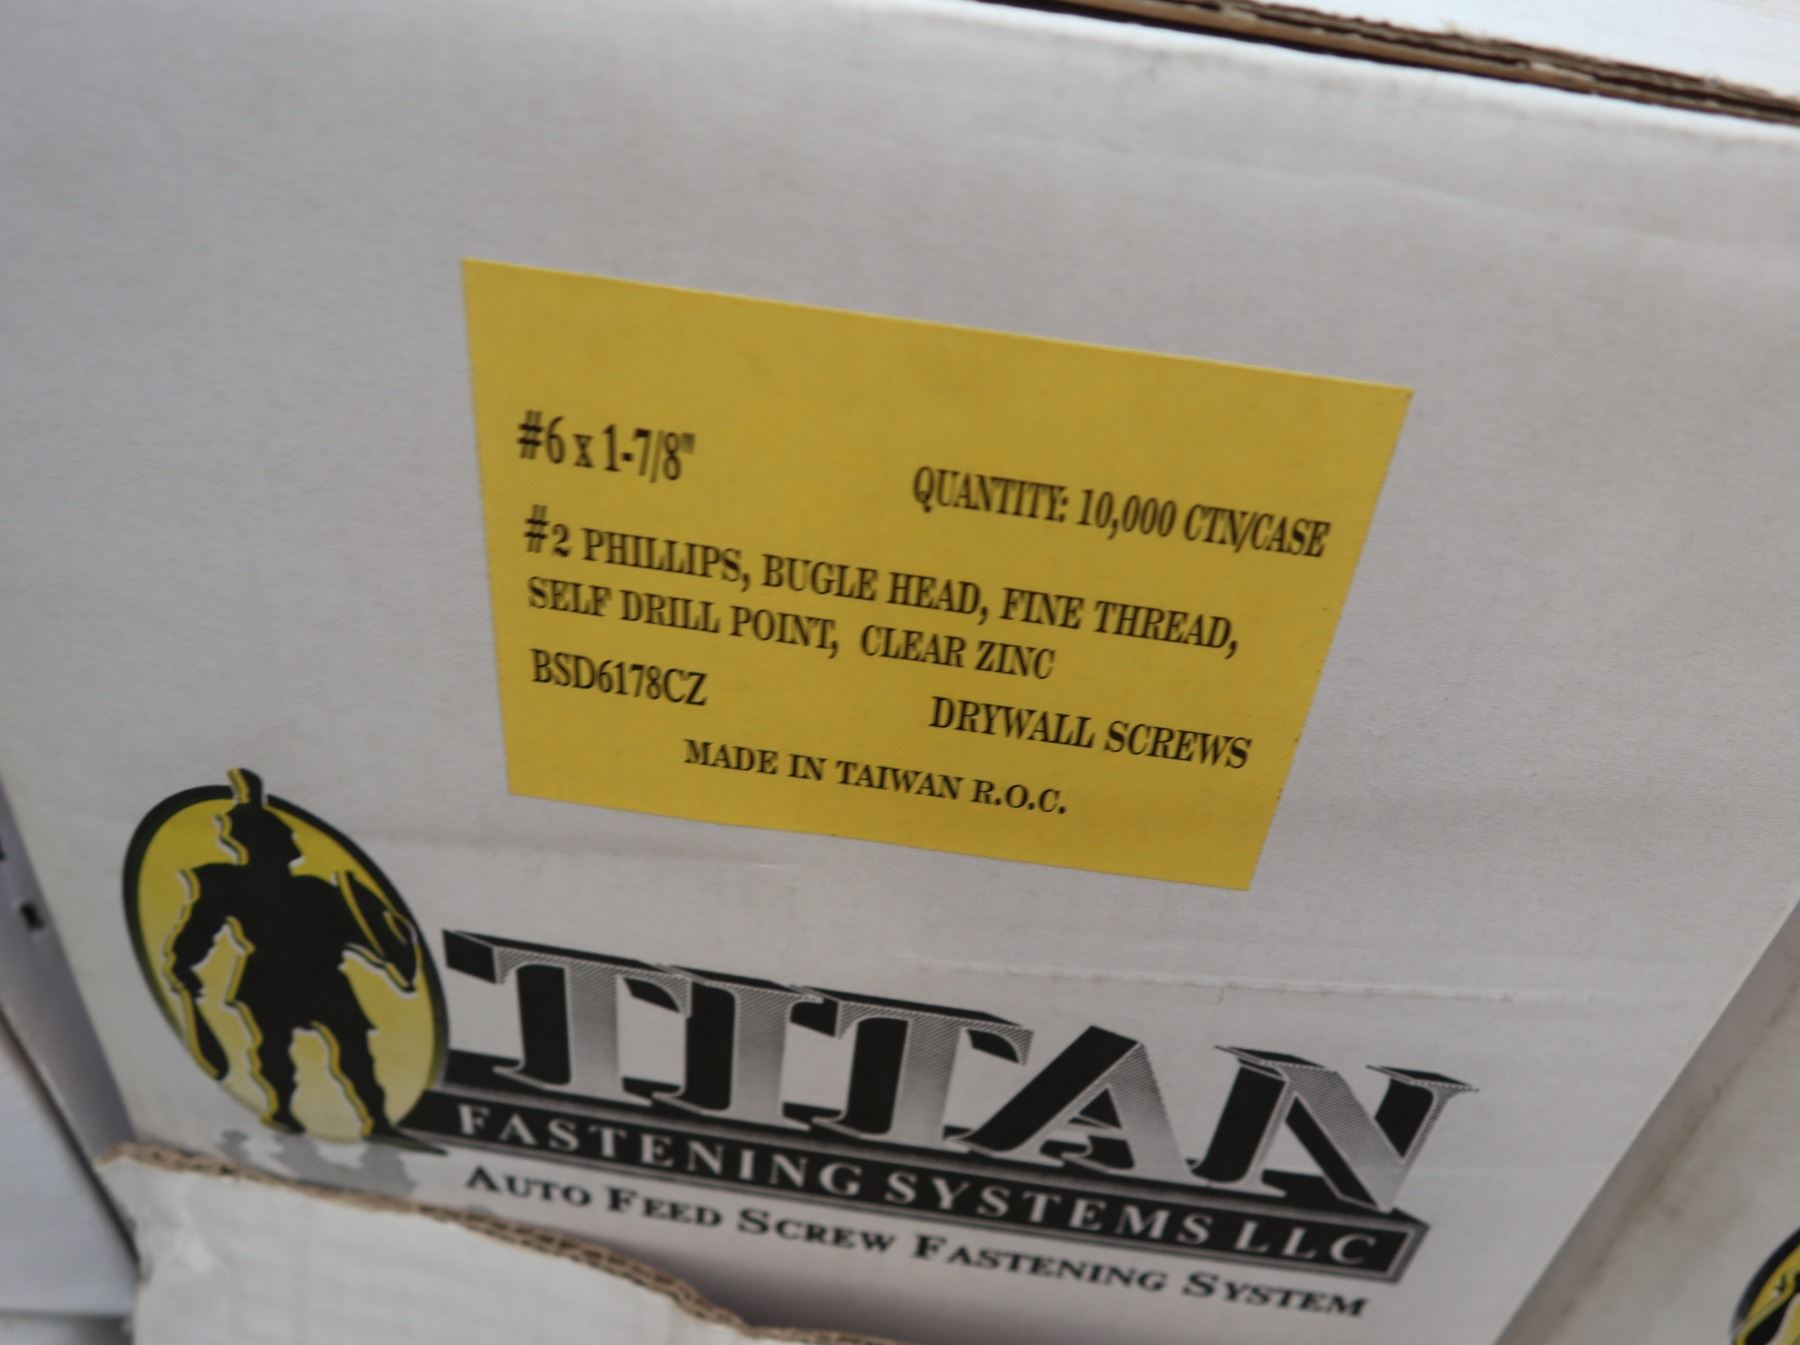 #6 x 1-7/8"
QUANTITY: 10,000 CTN/CASE
#2 PHILLIPS, BUGLE HEAD, FINE THREAD,
SELF DRILL POINT, CLEAR ZINC
BSD6178CZ
DRYWALL SCREWS
MADE IN TAIWAN R.O.C.
TITAN
FASTENING SYSTEMS LLC
AUTO FEED SCREW FASTENING SYSTEM